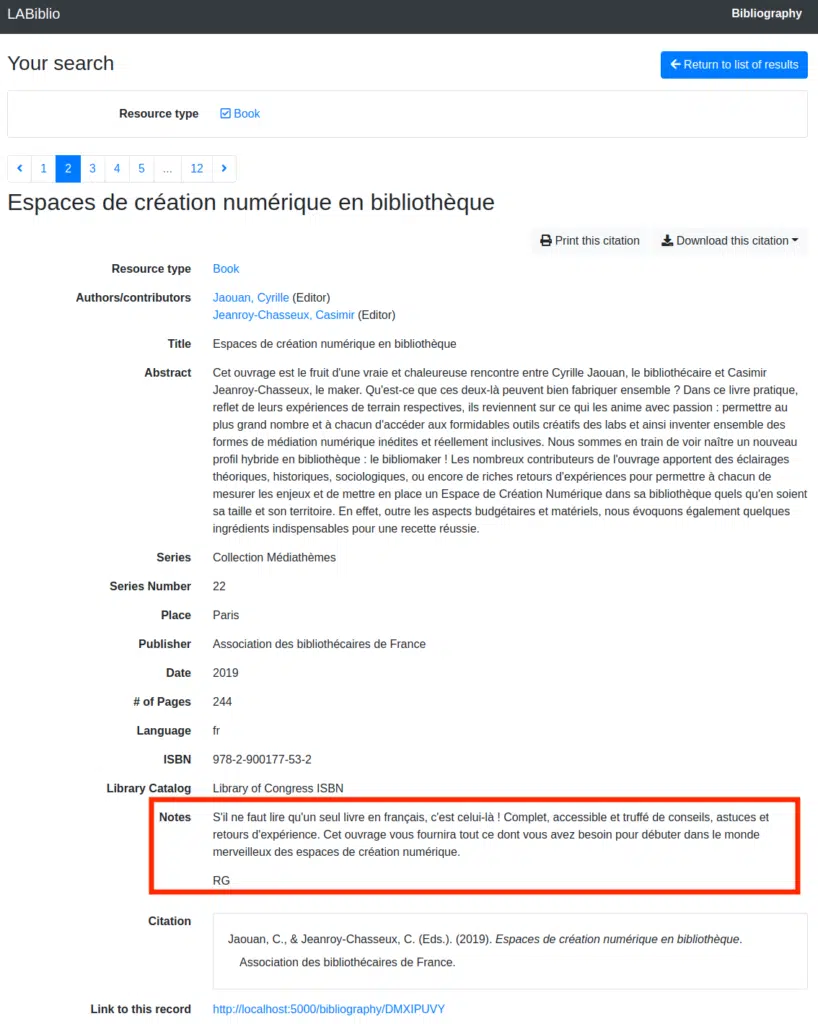 LABiblio
Bibliography
Your search
Return to list of results
Resource type Book
1 2 3 4 5 ... 12
Espaces de création numérique en bibliothèque
Print this citation Download this citation
Resource type Book
Authors/contributors Jaouan, Cyrille (Editor)
Jeanroy-Chasseux, Casimir (Editor)
Title Espaces de création numérique en bibliothèque
Abstract Cet ouvrage est le fruit d'une vraie et chaleureuse rencontre entre Cyrille Jaouan, le bibliothécaire et Casimir
Jeanroy-Chasseux, le maker. Qu'est-ce que ces deux-là peuvent bien fabriquer ensemble ? Dans ce livre pratique,
reflet de leurs expériences de terrain respectives, ils reviennent sur ce qui les anime avec passion : permettre au
plus grand nombre et à chacun d'accéder aux formidables outils créatifs des labs et ainsi inventer ensemble des
formes de médiation numérique inédites et réellement inclusives. Nous sommes en train de voir naître un nouveau
profil hybride en bibliothèque : le bibliomaker ! Les nombreux contributeurs de l'ouvrage apportent des éclairages
théoriques, historiques, sociologiques, ou encore de riches retours d'expériences pour permettre à chacun de
mesurer les enjeux et de mettre en place un Espace de Création Numérique dans sa bibliothèque quels qu'en soient
sa taille et son territoire. En effet, outre les aspects budgétaires et matériels, nous évoquons également quelques
ingrédients indispensables pour une recette réussie.
Series Collection Médiathèmes
Series Number 22
Place Paris
Publisher Association des bibliothécaires de France
Date 2019
# of Pages 244
Language fr
ISBN 978-2-900177-53-2
Library Catalog Library of Congress ISBN
Notes S'il ne faut lire qu'un seul livre en français, c'est celui-là ! Complet, accessible et truffé de conseils, astuces et
retours d'expérience. Cet ouvrage vous fournira tout ce dont vous avez besoin pour débuter dans le monde
merveilleux des espaces de création numérique.
RG
Citation
Jaouan, C., & Jeanroy-Chasseux, C. (Eds.). (2019). Espaces de création numérique en bibliothèque.
Association des bibliothécaires de France.
Link to this record http://localhost:5000/bibliography/DMXIPUVY